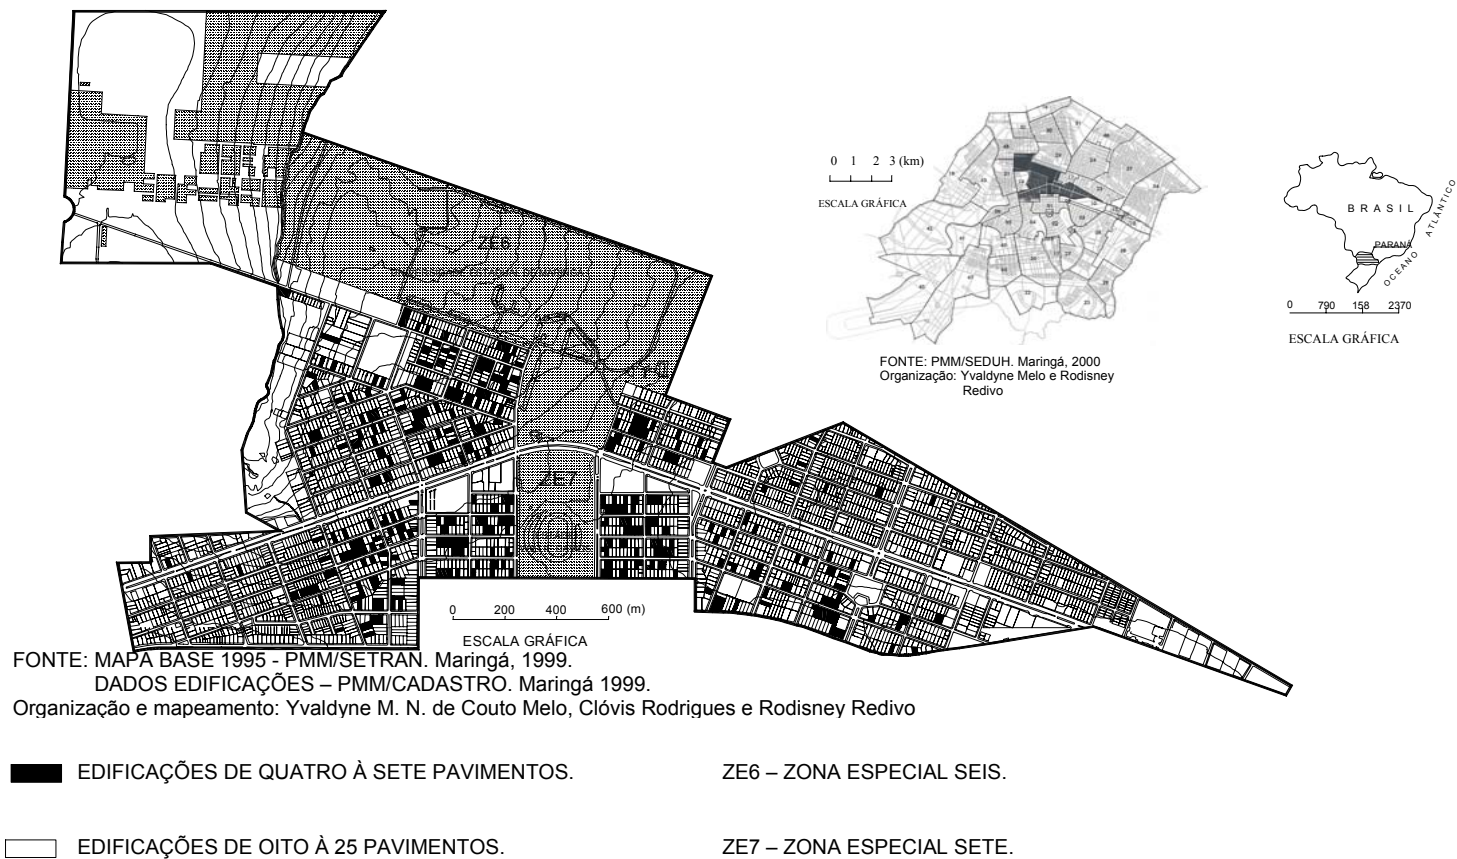 ZE6
ZE7
0 200 400 600 (m)
ESCALA GRÁFICA
0 1 2 3 (km)
ESCALA GRÁFICA
FONTE: PMM/SEDUH. Maringá, 2000
Organização: Yvaldyne Melo e Rodisney
Redivo
BRASIL
PARANÁ
OCEANO ATLÂNTICO
0 790 158 2370
ESCALA GRÁFICA
FONTE: MAPA BASE 1995 - PMM/SETRAN. Maringá, 1999.
DADOS EDIFICAÇÕES – PMM/CADASTRO. Maringá 1999.
Organização e mapeamento: Yvaldyne M. N. de Couto Melo, Clóvis Rodrigues e Rodisney Redivo
EDIFICAÇÕES DE QUATRO À SETE PAVIMENTOS.
ZE6 – ZONA ESPECIAL SEIS.
EDIFICAÇÕES DE OITO À 25 PAVIMENTOS.
ZE7 – ZONA ESPECIAL SETE.